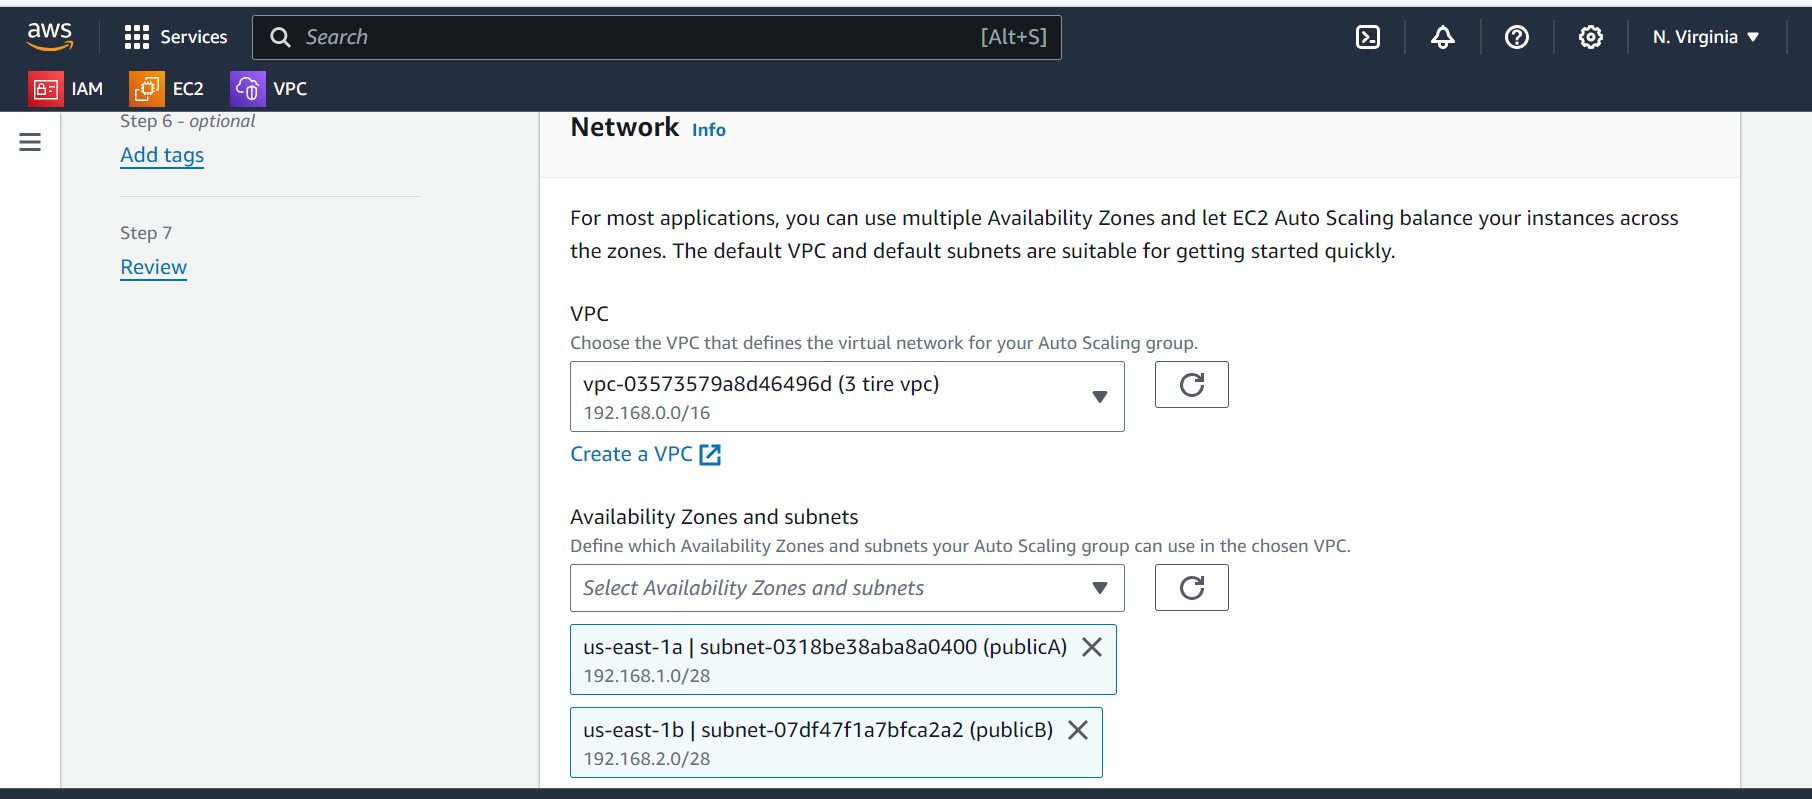 aws
Services
Search
[Alt+S]
N. Virginia
IAM
EC2
VPC
Step 6 - optional
Add tags
Step 7
Review
Network Info
For most applications, you can use multiple Availability Zones and let EC2 Auto Scaling balance your instances across
the zones. The default VPC and default subnets are suitable for getting started quickly.
VPC
Choose the VPC that defines the virtual network for your Auto Scaling group.
vpc-03573579a8d46496d (3 tire vpc)
192.168.0.0/16
Create a VPC
Availability Zones and subnets
Define which Availability Zones and subnets your Auto Scaling group can use in the chosen VPC.
Select Availability Zones and subnets
us-east-1a | subnet-0318be38aba8a0400 (publicA)
192.168.1.0/28
us-east-1b | subnet-07df47f1a7bfca2a2 (publicB)
192.168.2.0/28